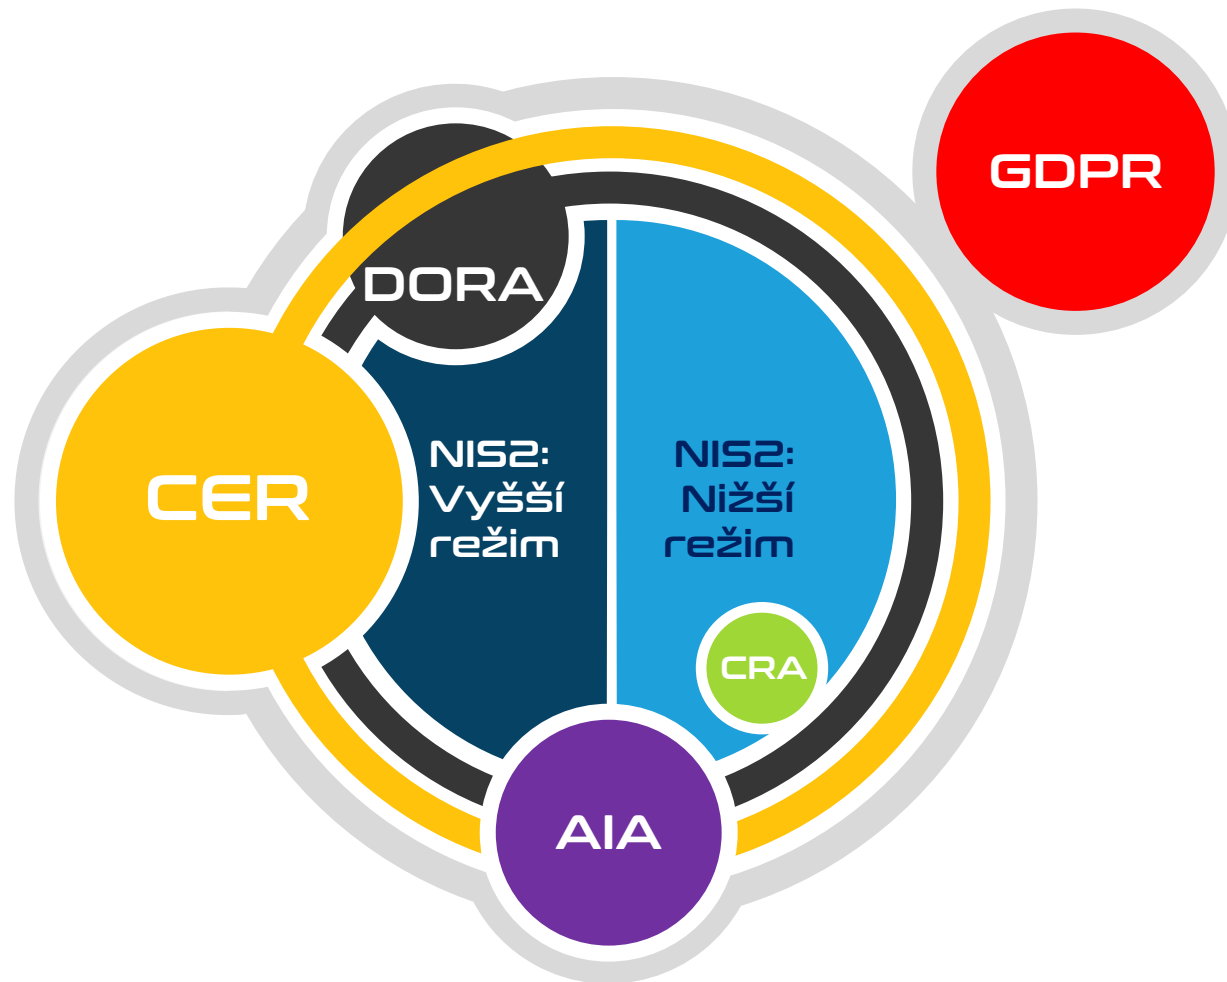 GDPR
DORA
CER
NIS2:
Vyšší
režim
NIS2:
Nižší
režim
CRA
AIA